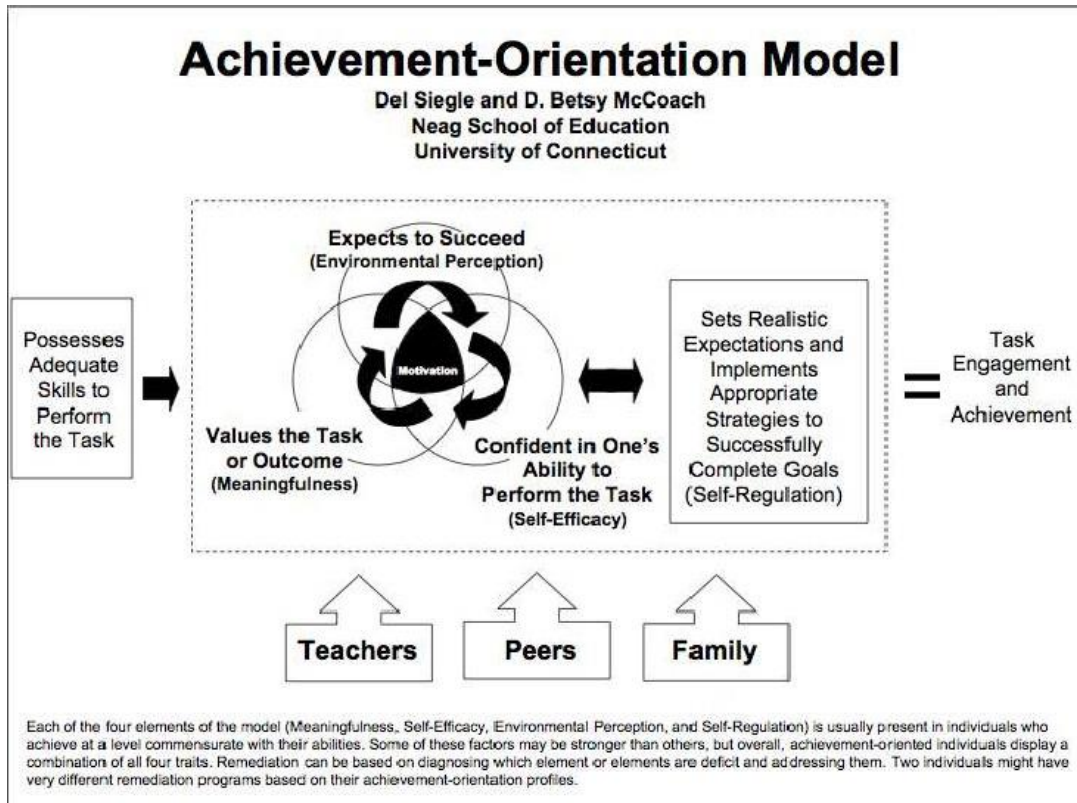 Achievement-Orientation Model
Del Siegle and D. Betsy McCoach
Neag School of Education
University of Connecticut
Expects to Succeed
(Environmental Perception)
Possesses
Adequate
Skills to
Perform
the Task
Motivation
Values the Task
or Outcome
(Meaningfulness)
Confident in One's
Ability to
Perform the Task
(Self-Efficacy)
Sets Realistic
Expectations and
Implements
Appropriate
Strategies to
Successfully
Complete Goals
(Self-Regulation)
=
Task
Engagement
and
Achievement
Teachers
Peers
Family
Each of the four elements of the model (Meaningfulness, Self-Efficacy, Environmental Perception, and Self-Regulation) is usually present in individuals who
achieve at a level commensurate with their abilities. Some of these factors may be stronger than others, but overall, achievement-oriented individuals display a
combination of all four traits. Remediation can be based on diagnosing which element or elements are deficit and addressing them. Two individuals might have
very different remediation programs based on their achievement-orientation profiles.